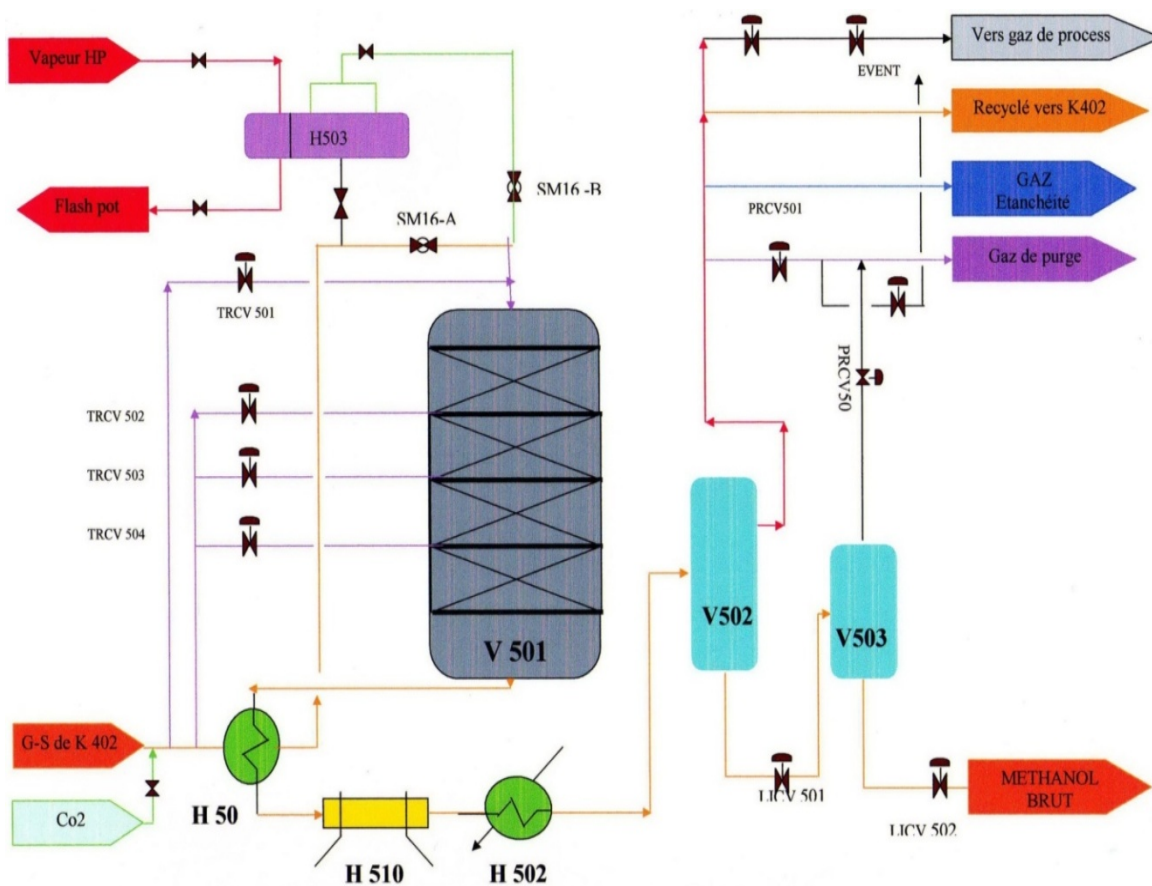 Vapeur HP
H503
Flash pot
SM16 -B
SM16-A
TRCV 501
TRCV 502
TRCV 503
TRCV 504
V 501
G-S de K 402
Co2
H 50
H 510
H 502
V502
V503
LICV 501
LICV 502
METHANOL
BRUT
PRCV50
PRCV501
EVENT
Vers gaz de process
Recyclé vers K402
GAZ
Etanchéité
Gaz de purge